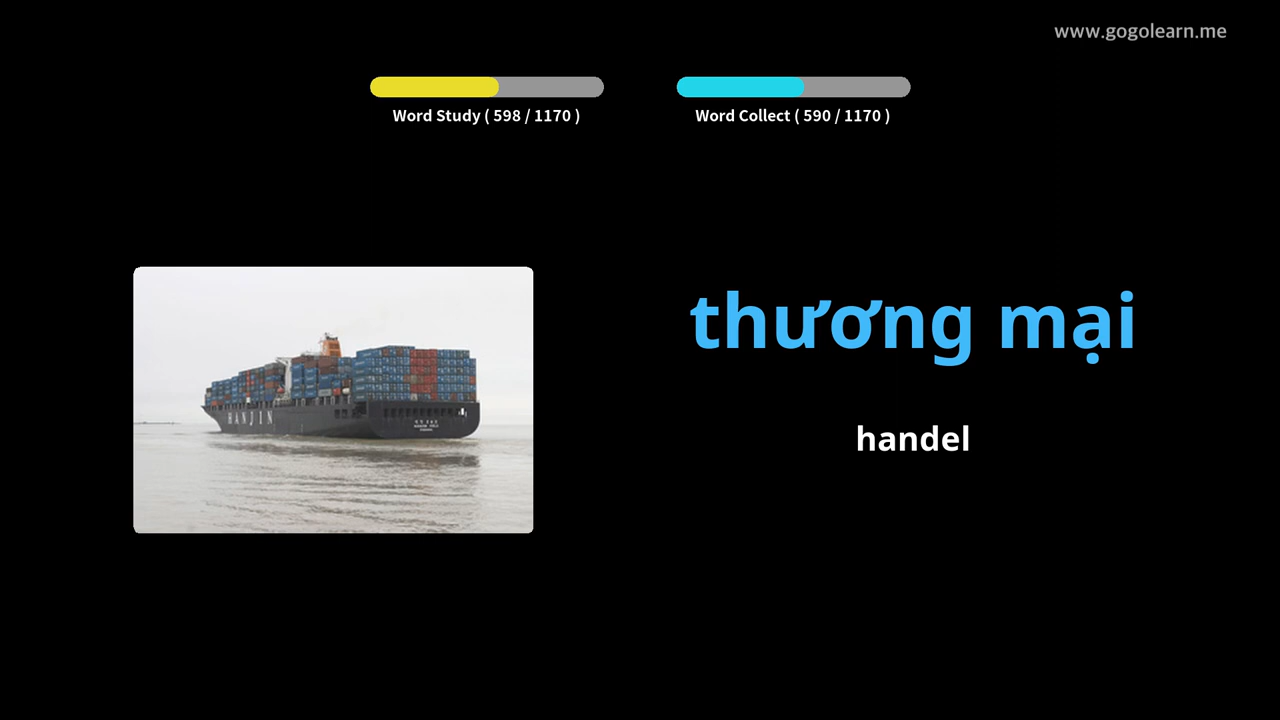 www.gogolearn.me
Word Study ( 598 / 1170 )
Word Collect ( 590 / 1170 )
thương mại
handel
HANJIN